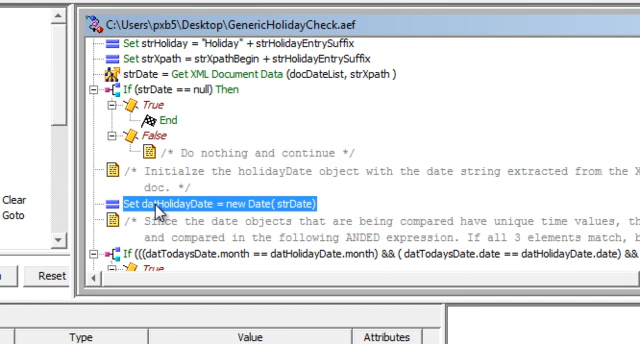 C:\Users\pxb5\Desktop\GenericHolidayCheck.aef
Set strHoliday = "Holiday" + strHolidayEntrySuffix
Set strXpath = strXpathBegin + strHolidayEntrySuffix
strDate = Get XML Document Data (docDateList, strXpath )
If (strDate == null) Then
True
End
False
/* Do nothing and continue */
/* Initialze the holidayDate object with the date string extracted from the X
doc. */
Set datHolidayDate = new Date( strDate)
/* Since the date objects that are being compared have unique time values, th
and compared in the following ANDED expression. If all 3 elements match, b
If (((datTodaysDate.month == datHolidayDate.month) && ( datTodaysDate.date == datHolidayDate.date) &&
True
Clear
Goto
Reset
Type Value Attributes